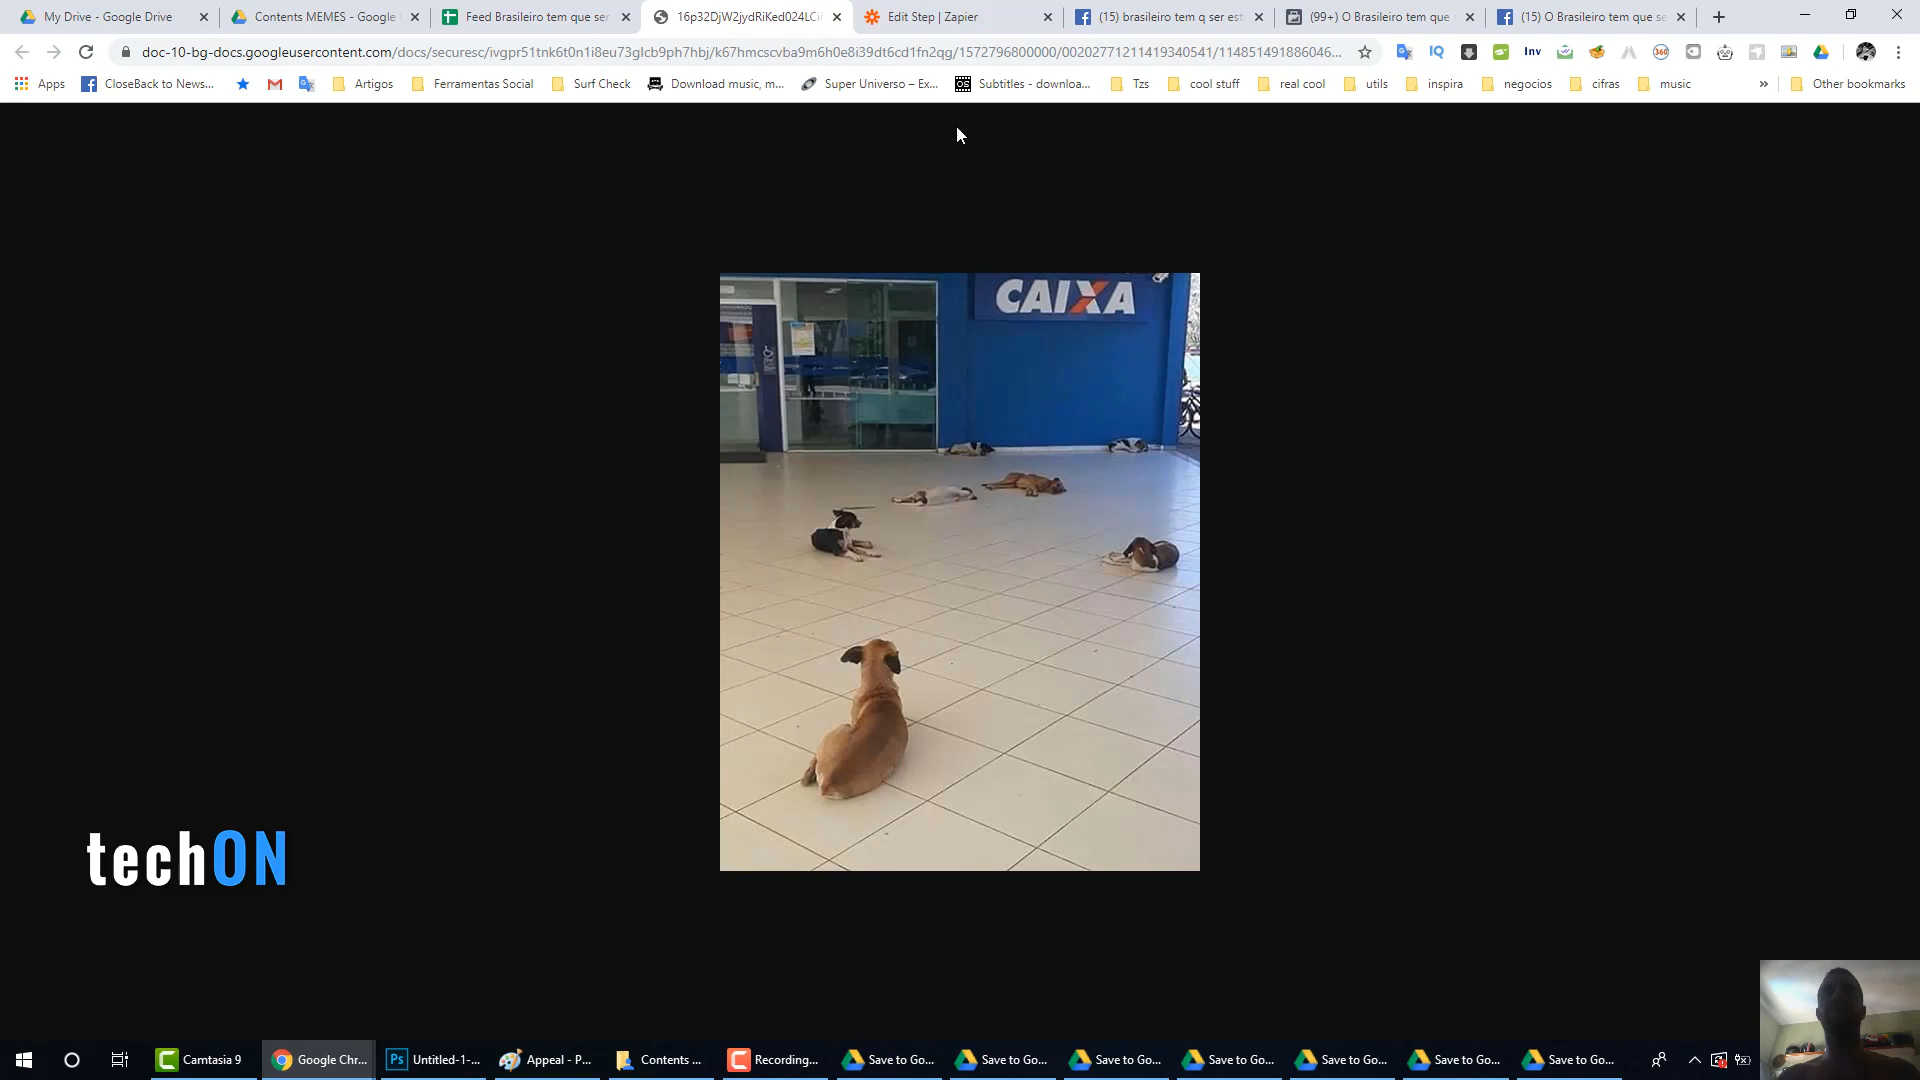 My Drive - Google Drive
Contents MEMES - Google
Feed Brasileiro tem que ser
16p32DjW2jydRiKed024LCi
Edit Step | Zapier
(15) brasileiro tem q ser est
(99+) O Brasileiro tem que
(15) O Brasileiro tem que se
doc-10-bg-docs.googleusercontent.com/docs/securesc/ivgpr51tnk6t0n1i8eu73glcb9ph7hbj/k67hmcscvba9m6h0e8i39dt6cd1fn2qg/1572796800000/00202771211419340541/114851491886046...
IQ
Inv
360
Apps
CloseBack to News...
Artigos
Ferramentas Social
Surf Check
Download music, m...
Super Universo – Ex...
Subtitles - downloa...
Tzs
cool stuff
real cool
utils
inspira
negocios
cifras
music
»
Other bookmarks
CAIXA
techON
Camtasia 9
Google Chr...
Ps
Untitled-1-...
Appeal - P...
Contents ...
Recording...
Save to Go...
Save to Go...
Save to Go...
Save to Go...
Save to Go...
Save to Go...
Save to Go...